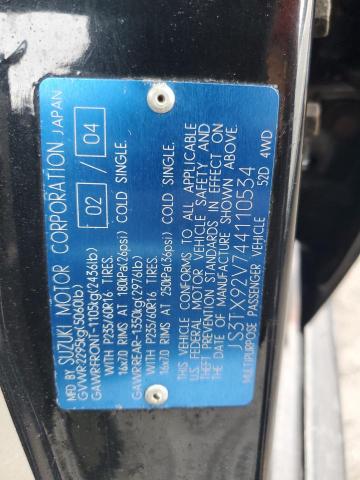 MFD BY
SUZUKI MOTOR CORPORATION JAPAN
GVWR-2295kg(5060lb) 02 / 04
GAWRFRONT-1105kg(2436lb)
WITH P235/60R16 TIRES.
16x7.0 RIMS AT 180kPa(26psi) COLD SINGLE.
GAWRREAR-1350kg(2976lb)
WITH P235/60R16 TIRES.
16x7.0 RIMS AT 250kPa(36psi) COLD SINGLE.
THIS VEHICLE CONFORMS TO ALL APPLICABLE
FEDERAL MOTOR VEHICLE SAFETY AND
THEFT PREVENTION STANDARDS IN EFFECT ON
THE DATE OF MANUFACTURE SHOWN ABOVE.
JS3TX92V744110534
MULTIPURPOSE PASSENGER VEHICLE 52D 4WD